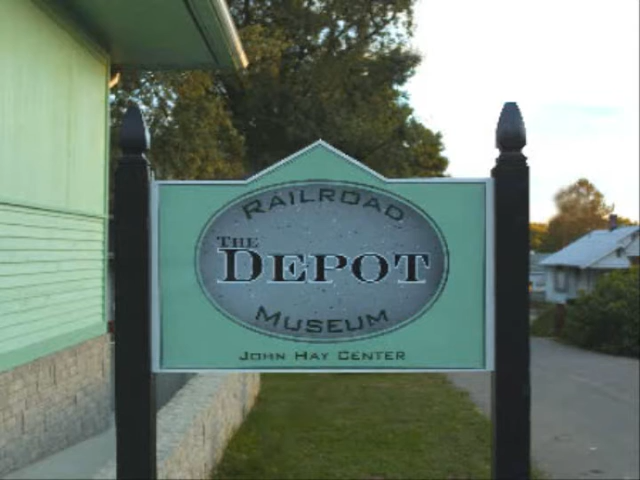 RAILROAD
THE
DEPOT
MUSEUM
JOHN HAY CENTER